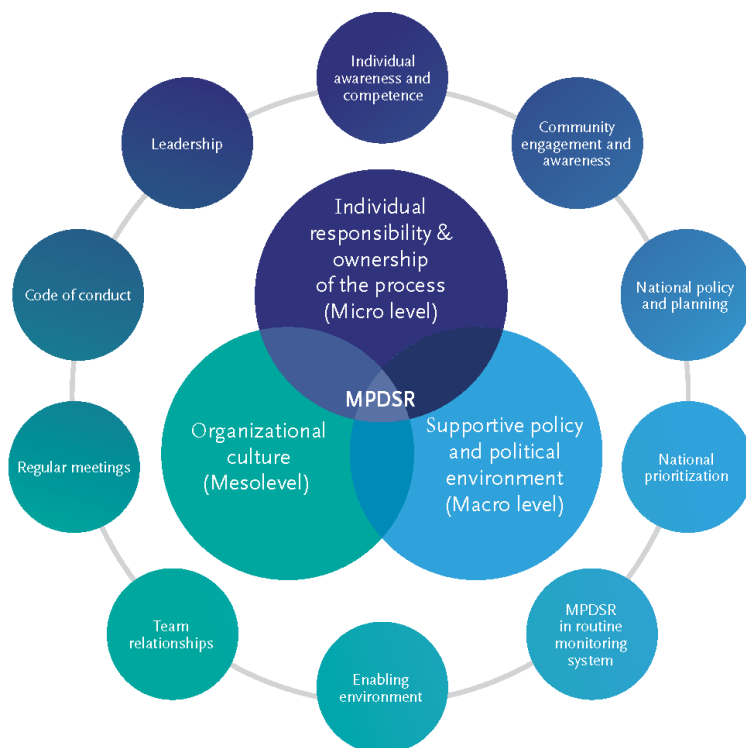 Individual
awareness and
competence
Community
engagement and
awareness
National policy
and planning
National
prioritization
MPDSR
in routine
monitoring
system
Enabling
environment
Team
relationships
Regular meetings
Code of conduct
Leadership
Individual
responsibility &
ownership
of the process
(Micro level)
MPDSR
Organizational
culture
(Mesolevel)
Supportive policy
and political
environment
(Macro level)